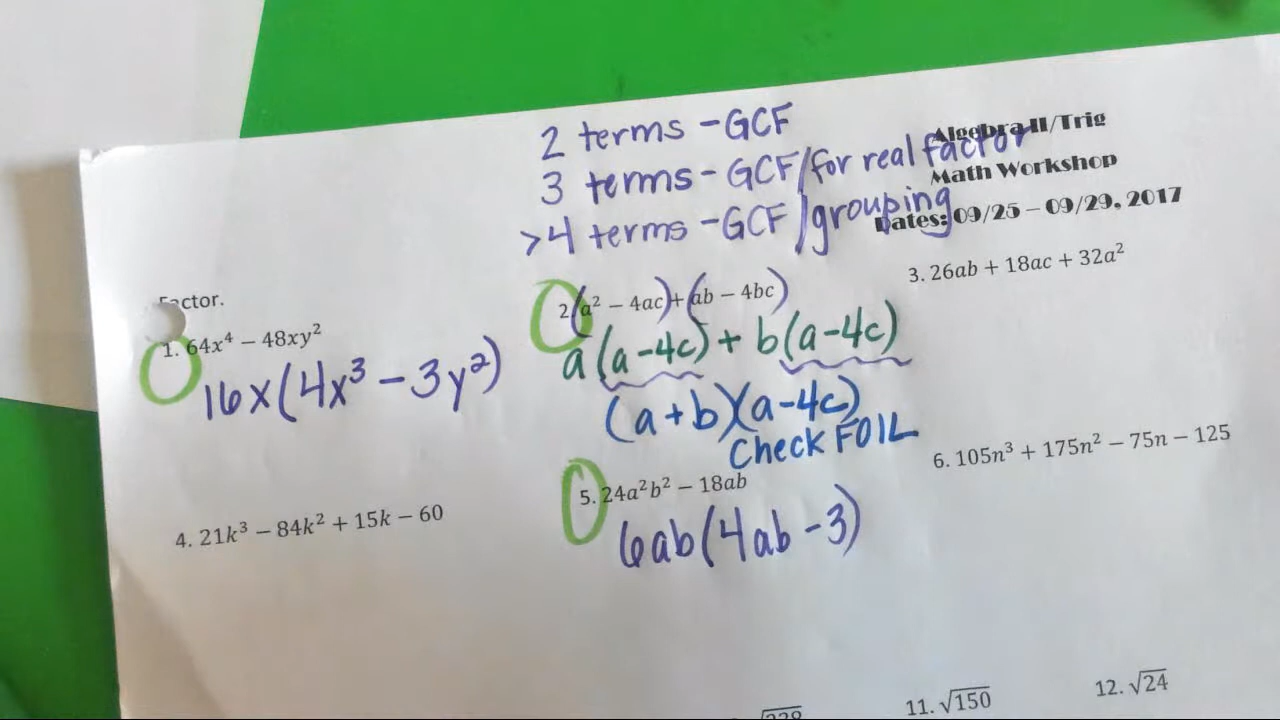 2 terms - GCF
3 terms - GCF/for real factor
>4 terms - GCF/grouping
Algebra II/Trig
Math Workshop
Dates: 09/25 – 09/29, 2017
Factor.
1. 64x⁴ − 48xy²
16x(4x³ − 3y²)
2(a² − 4ac)+(ab − 4bc)
a(a-4c) + b(a-4c)
(a+b)(a-4c)
Check FOIL
3. 26ab + 18ac + 32a²
4. 21k³ − 84k² + 15k − 60
5. 24a²b² − 18ab
6ab(4ab - 3)
6. 105n³ + 175n² − 75n − 125
11. √150
12. √24